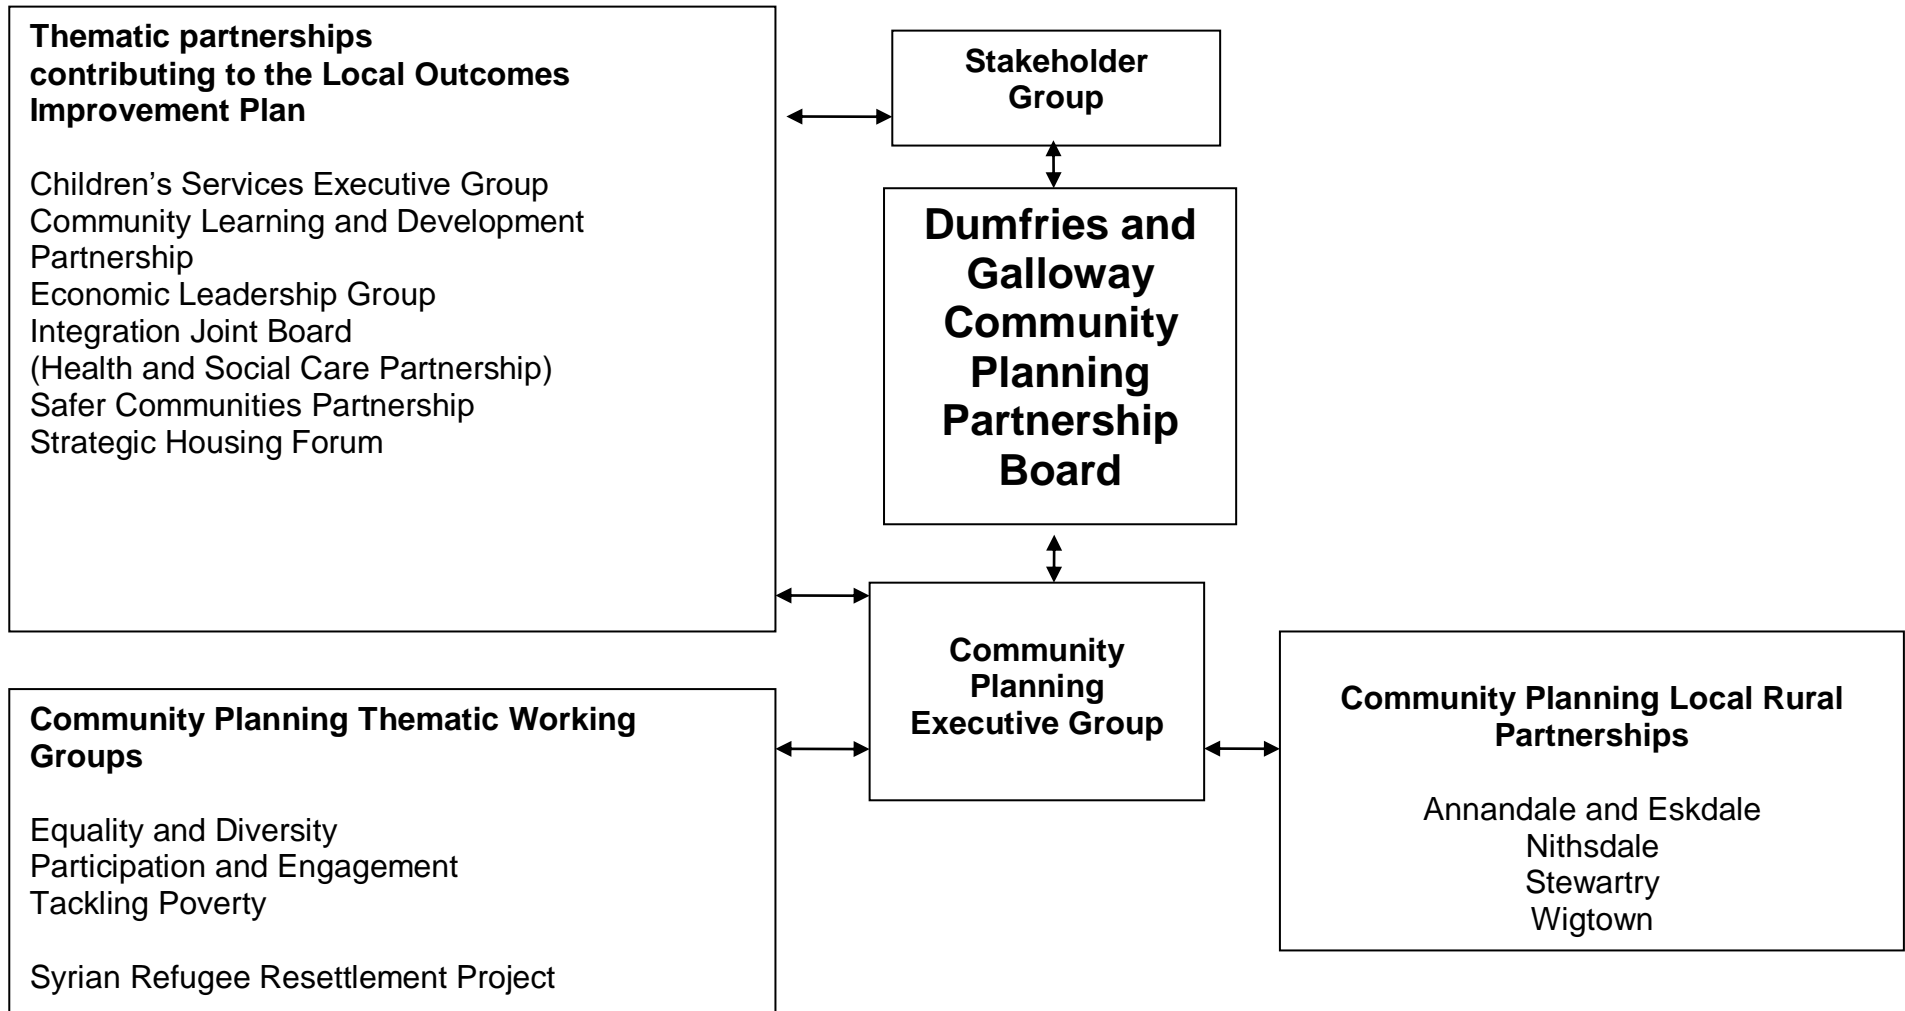 Thematic partnerships
contributing to the Local Outcomes
Improvement Plan
Children’s Services Executive Group
Community Learning and Development
Partnership
Economic Leadership Group
Integration Joint Board
(Health and Social Care Partnership)
Safer Communities Partnership
Strategic Housing Forum
Stakeholder
Group
Dumfries and
Galloway
Community
Planning
Partnership
Board
Community
Planning
Executive Group
Community Planning Thematic Working
Groups
Equality and Diversity
Participation and Engagement
Tackling Poverty
Syrian Refugee Resettlement Project
Community Planning Local Rural
Partnerships
Annandale and Eskdale
Nithsdale
Stewartry
Wigtown